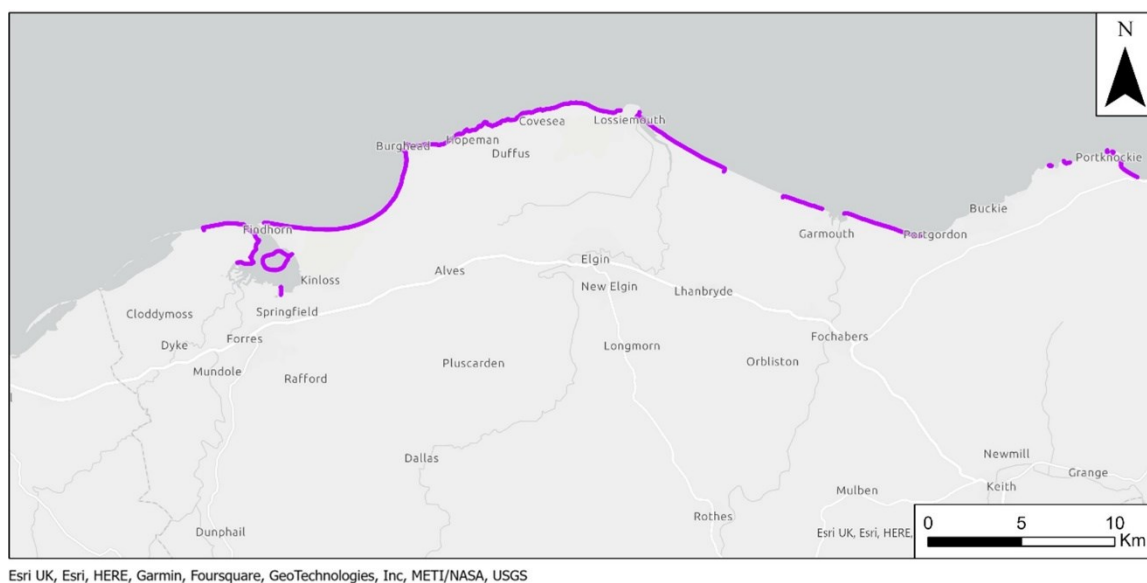 N
Covesea
Lossiemouth
Burghead
Hopeman
Duffus
Portknockie
Buckie
Findhorn
Garmouth
Portgordon
Elgin
Alves
Kinloss
New Elgin
Lhanbryde
Cloddymoss
Springfield
Dyke
Forres
Fochabers
Longmorn
Mundole
Rafford
Pluscarden
Orbliston
Dallas
Newmill
Grange
Keith
Mulben
Rothes
Dunphail
Esri UK, Esri, HERE,
0 5 10
Km
Esri UK, Esri, HERE, Garmin, Foursquare, GeoTechnologies, Inc, METI/NASA, USGS